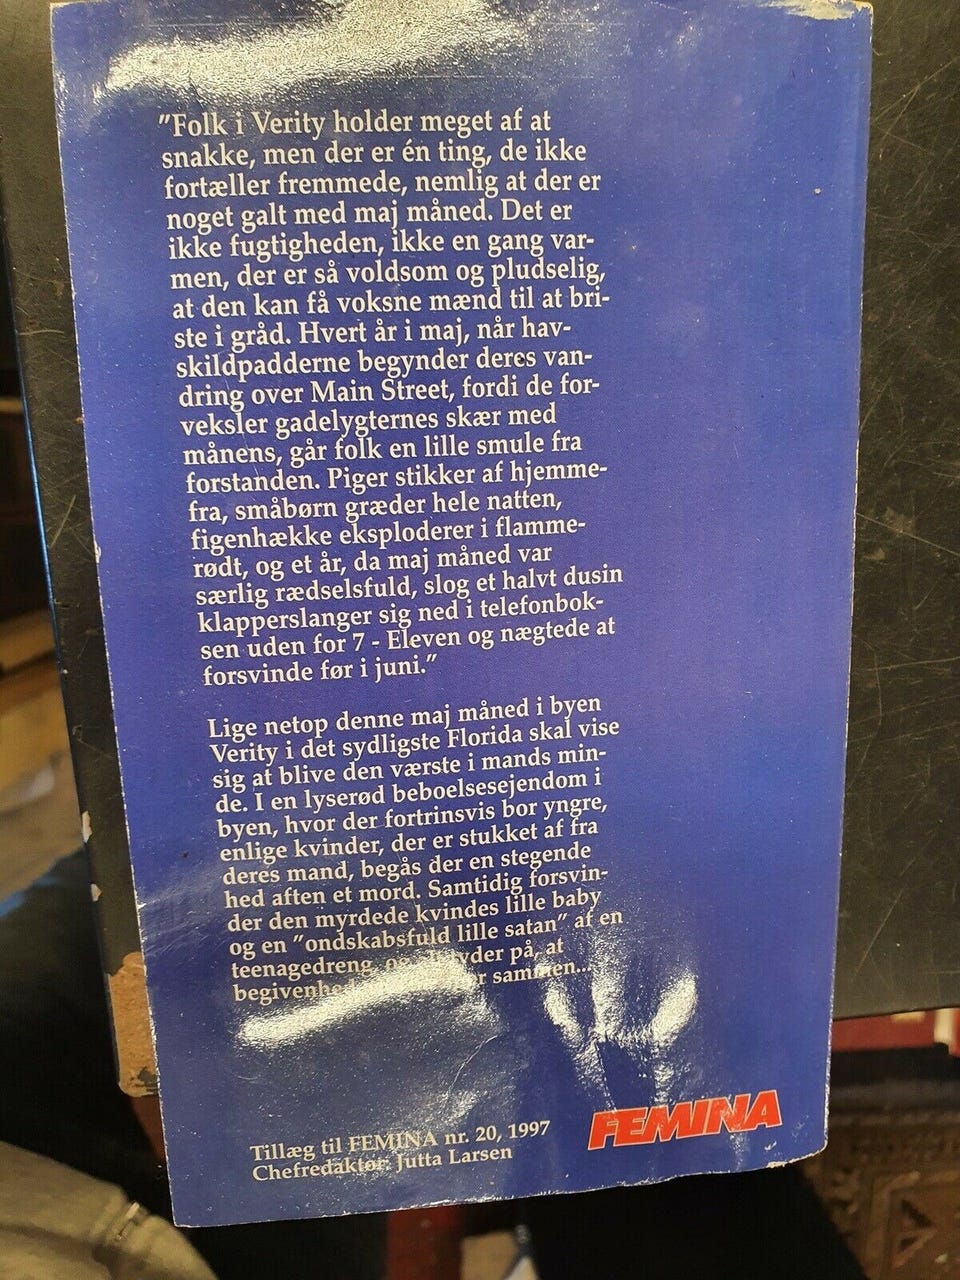 "Folk i Verity holder meget af at
snakke, men der er én ting, de ikke
fortæller fremmede, nemlig at der er
noget galt med maj måned. Det er
ikke fugtigheden, ikke en gang var-
men, der er så voldsom og pludselig,
at den kan få voksne mænd til at bri-
ste i gråd. Hvert år i maj, når hav-
skildpadderne begynder deres van-
dring over Main Street, fordi de for-
veksler gadelygternes skær med
månens, går folk en lille smule fra
forstanden. Piger stikker af hjemme-
fra, småbørn græder hele natten,
figenhække eksploderer i flamme-
rødt, og et år, da maj måned var
særlig rædselsfuld, slog et halvt dusin
klapperslanger sig ned i telefonbok-
sen uden for 7 - Eleven og nægtede at
forsvinde før i juni."
Lige netop denne maj måned i byen
Verity i det sydligste Florida skal vise
sig at blive den værste i mands min-
de. I en lyserød beboelsesejendom i
byen, hvor der fortrinsvis bor yngre,
enlige kvinder, der er stukket af fra
deres mand, begås der en stegende
hed aften et mord. Samtidig forsvin-
der den myrdede kvindes lille baby
og en "ondskabsfuld lille satan" af en
teenagedreng, på, at
sammen...
Tillæg til FEMINA nr. 20, 1997
Chefredaktør: Jutta Larsen
FEMINA